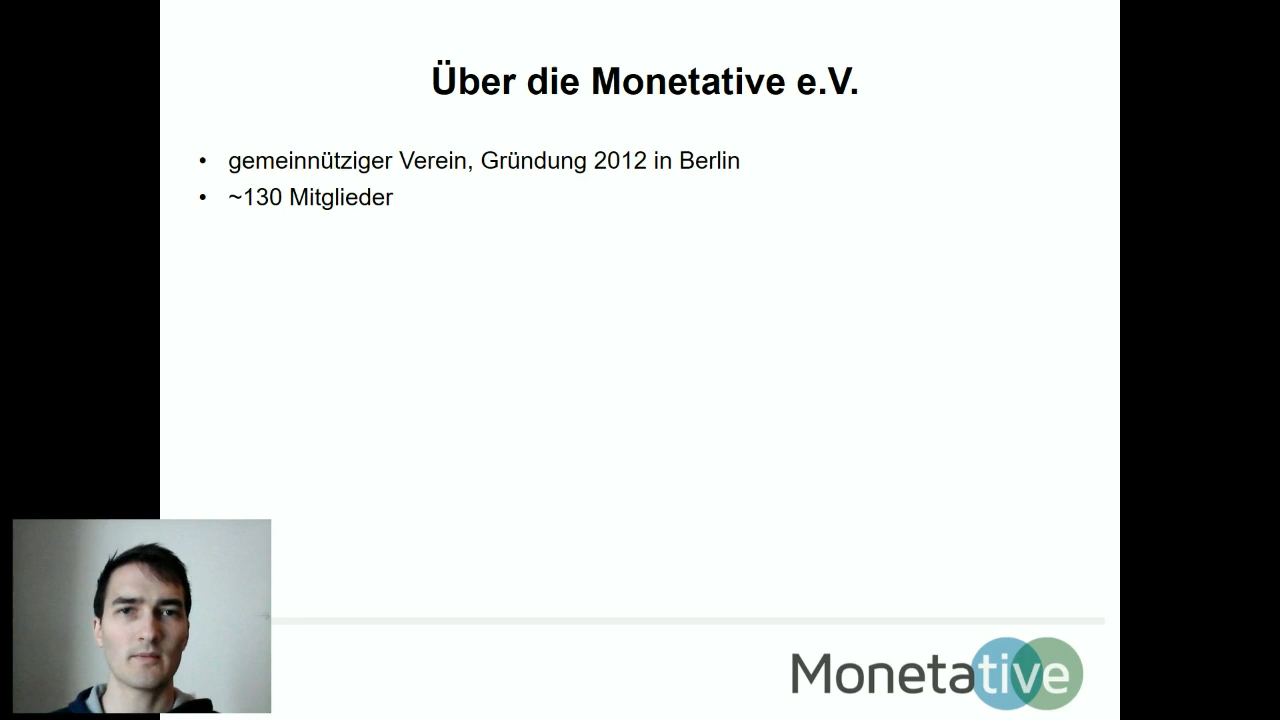 Über die Monetative e.V.
• gemeinnütziger Verein, Gründung 2012 in Berlin
• ~130 Mitglieder
Monetative